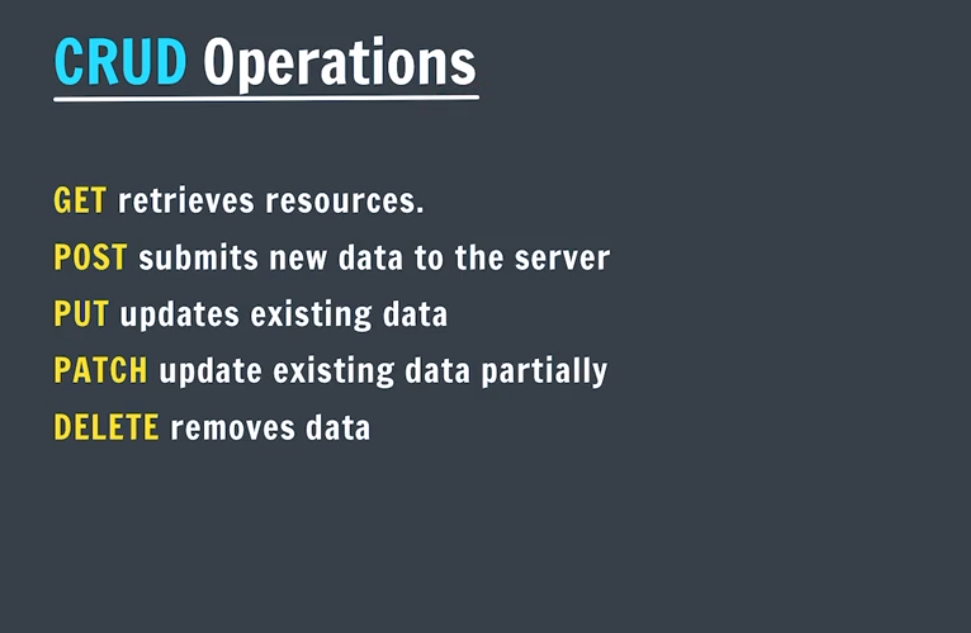 CRUD Operations
GET retrieves resources.
POST submits new data to the server
PUT updates existing data
PATCH update existing data partially
DELETE removes data